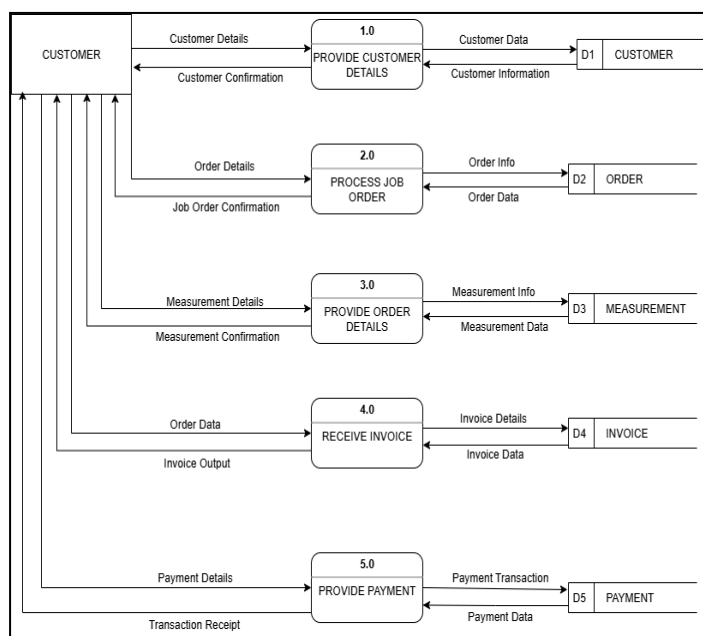 CUSTOMER
Customer Details
Customer Confirmation
1.0
PROVIDE CUSTOMER
DETAILS
Customer Data
Customer Information
D1
CUSTOMER
Order Details
Job Order Confirmation
2.0
PROCESS JOB
ORDER
Order Info
Order Data
D2
ORDER
Measurement Details
Measurement Confirmation
3.0
PROVIDE ORDER
DETAILS
Measurement Info
Measurement Data
D3
MEASUREMENT
Order Data
Invoice Output
4.0
RECEIVE INVOICE
Invoice Details
Invoice Data
D4
INVOICE
Payment Details
Transaction Receipt
5.0
PROVIDE PAYMENT
Payment Transaction
Payment Data
D5
PAYMENT